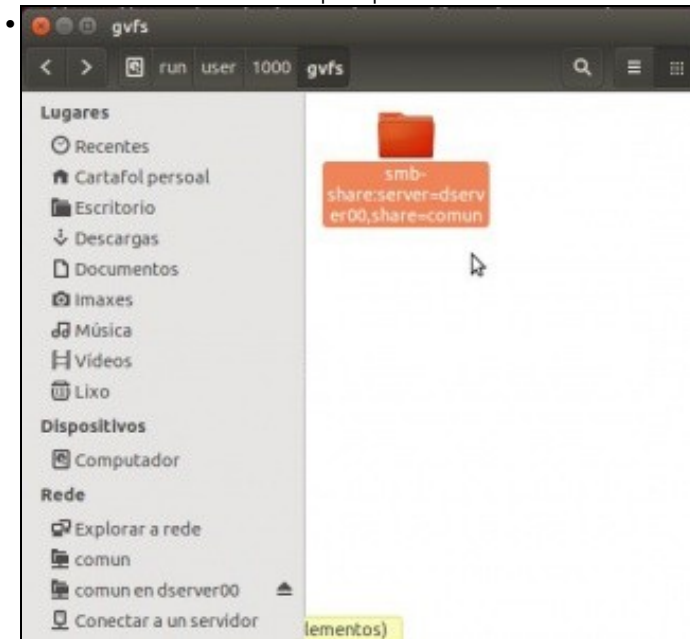 gvfs
run user 1000 gvfs
Lugares
Recentes
Cartafol persoal
Escritorio
Descargas
Documentos
Imaxes
Música
Vídeos
Lixo
Dispositivos
Computador
Rede
Explorar a rede
comun
comun en dserver00
Conectar a un servidor
smb-
share:server=dserv
er00,share=comun
lementos)